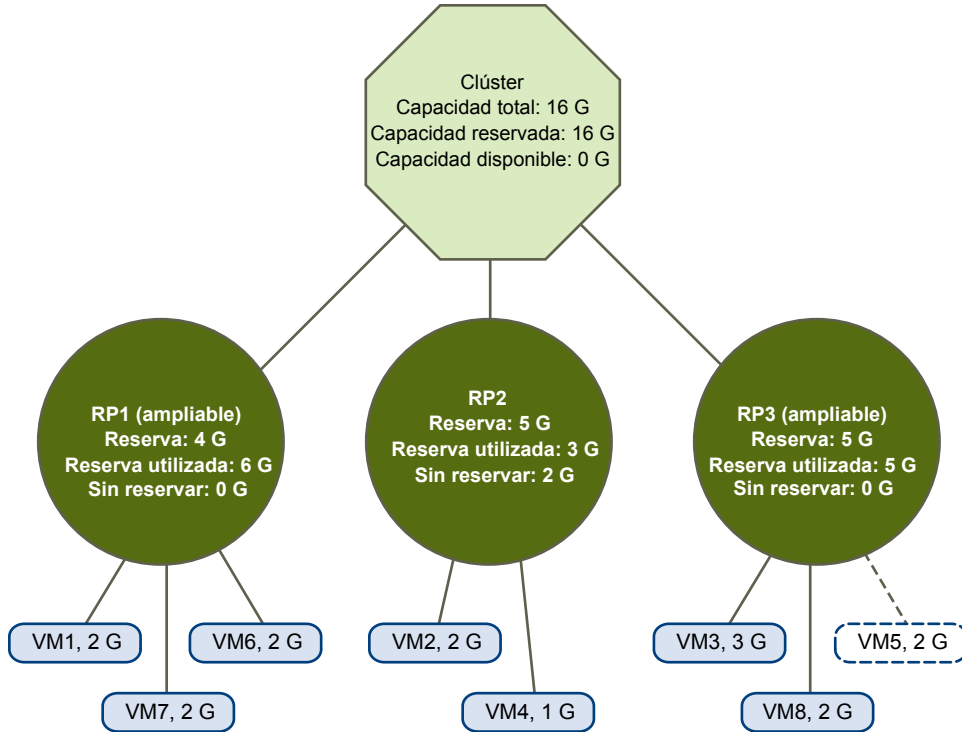 Clúster
Capacidad total: 16 G
Capacidad reservada: 16 G
Capacidad disponible: 0 G
RP1 (ampliable)
Reserva: 4 G
Reserva utilizada: 6 G
Sin reservar: 0 G
RP2
Reserva: 5 G
Reserva utilizada: 3 G
Sin reservar: 2 G
RP3 (ampliable)
Reserva: 5 G
Reserva utilizada: 5 G
Sin reservar: 0 G
VM1, 2 G
VM6, 2 G
VM2, 2 G
VM3, 3 G
VM5, 2 G
VM7, 2 G
VM4, 1 G
VM8, 2 G